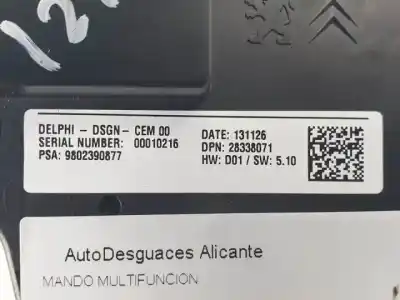 DELPHI - DSGN - CEM 00
SERIAL NUMBER: 00010216
PSA: 9802390877
DATE: 131126
DPN: 28338071
HW: D01 / SW: 5.10
AutoDesguaces Alicante
MANDO MULTIFUNCION